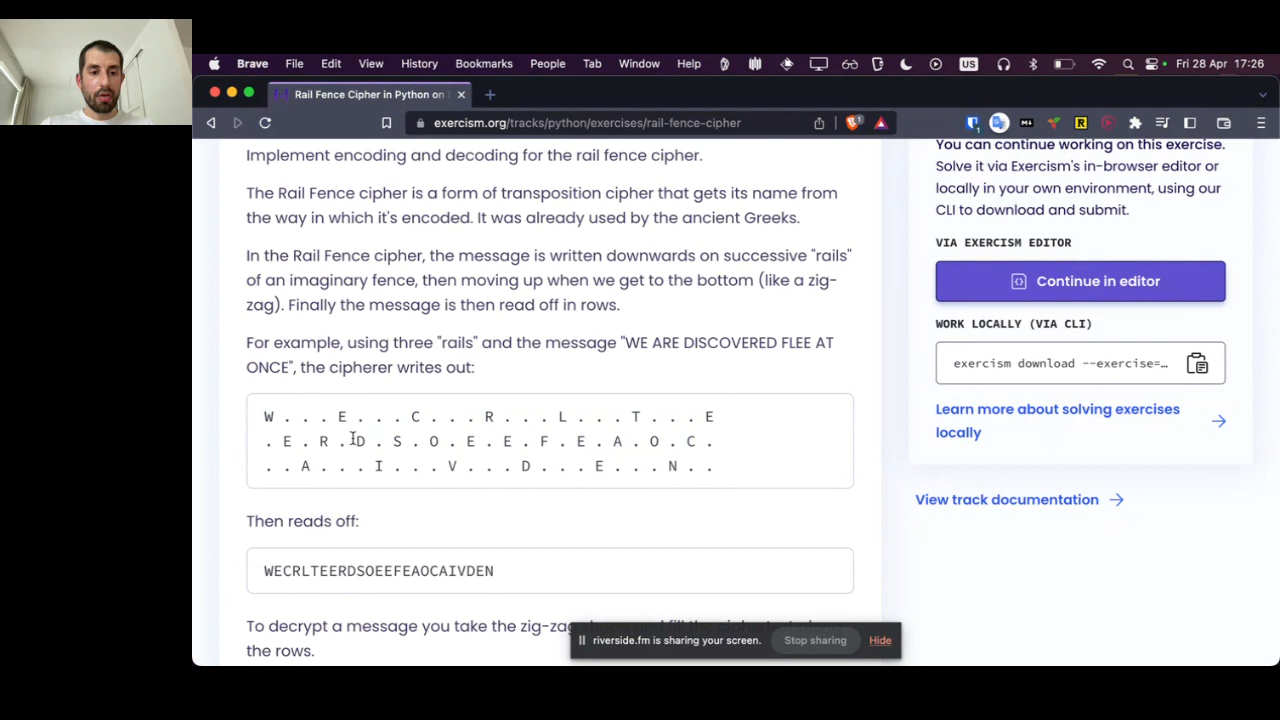 Brave File Edit View History Bookmarks People Tab Window Help US Fri 28 Apr 17:26
Rail Fence Cipher in Python on
exercism.org/tracks/python/exercises/rail-fence-cipher
Implement encoding and decoding for the rail fence cipher.
The Rail Fence cipher is a form of transposition cipher that gets its name from
the way in which it's encoded. It was already used by the ancient Greeks.
In the Rail Fence cipher, the message is written downwards on successive "rails"
of an imaginary fence, then moving up when we get to the bottom (like a zig-
zag). Finally the message is then read off in rows.
For example, using three "rails" and the message "WE ARE DISCOVERED FLEE AT
ONCE", the cipherer writes out:
W . . . E . . . C . . . R . . . L . . . T . . . E
. E . R . D . S . O . E . E . F . E . A . O . C .
. . A . . . I . . . V . . . D . . . E . . . N . .
Then reads off:
WECRLTEERDSOEEFEAOCAIVDEN
To decrypt a message you take the zig-zag
the rows.
You can continue working on this exercise.
Solve it via Exercism's in-browser editor or
locally in your own environment, using our
CLI to download and submit.
VIA EXERCISM EDITOR
Continue in editor
WORK LOCALLY (VIA CLI)
exercism download --exercise=…
Learn more about solving exercises
locally
View track documentation
riverside.fm is sharing your screen. Stop sharing Hide